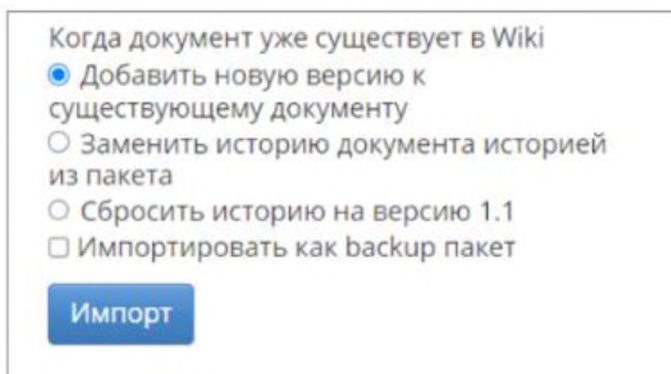 Когда документ уже существует в Wiki
Добавить новую версию к
существующему документу
Заменить историю документа историей
из пакета
Сбросить историю на версию 1.1
Импортировать как backup пакет
Импорт